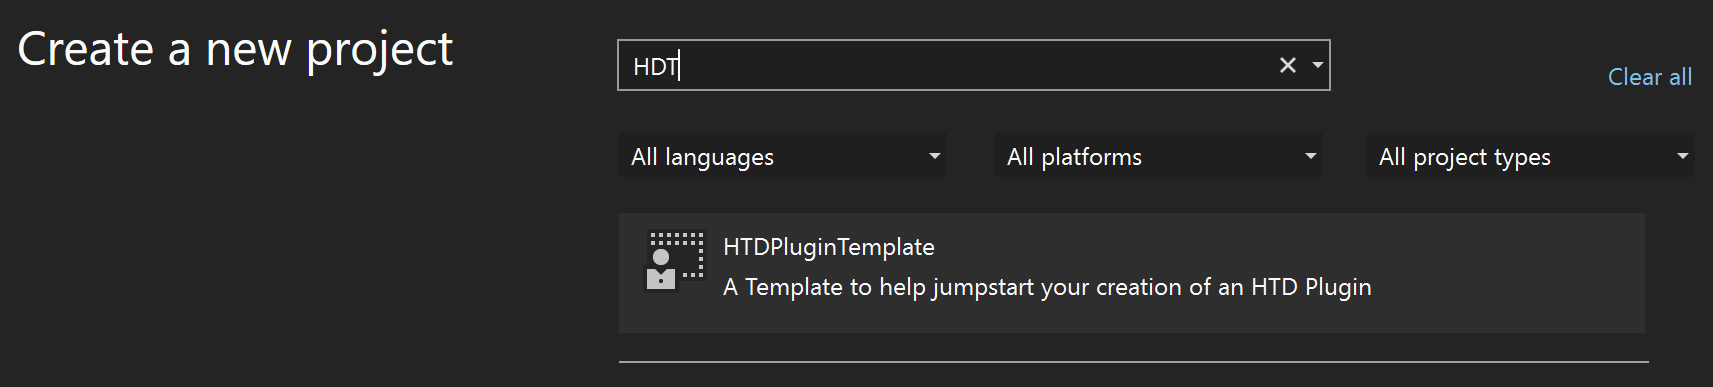 Create a new project
HDT
Clear all
All languages
All platforms
All project types
HTDPluginTemplate
A Template to help jumpstart your creation of an HTD Plugin